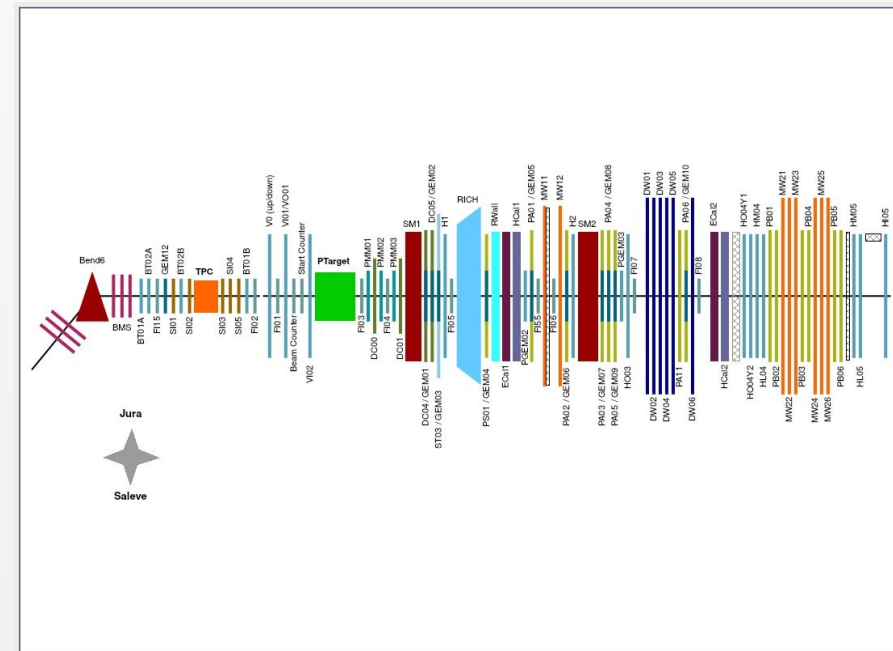 Bend6
BMS
BT01A
BT02A
FI15
GEM12
SI01
BT02B
SI02
TPC
SI03
SI04
SI05
BT01B
FI02
V0 (up/down)
FI01
VI01/VO01
Beam Counter
Start Counter
VI02
PTarget
FI03
PMM01
DC00
PMM02
FI04
PMM03
DC01
SM1
DC04 / GEM01
DC05 / GEM02
ST03 / GEM03
H1
FI05
RICH
PS01 / GEM04
RWall
ECal1
HCal1
PGEM02
PA01 / GEM05
FI55
MW11
FI06
MW12
PA02 / GEM06
H2
SM2
PA03 / GEM07
PA04 / GEM08
PA05 / GEM09
PGEM03
HO03
FI07
DW01
DW02
DW03
DW04
DW05
PA11
PA06 / GEM10
DW06
FI08
ECal2
HCal2
HO04Y1
HO04Y2
HM04
HL04
PB01
PB02
MW21
MW22
MW23
PB03
PB04
MW24
MW25
MW26
PB05
PB06
HM05
HL05
HI05
Jura
Saleve